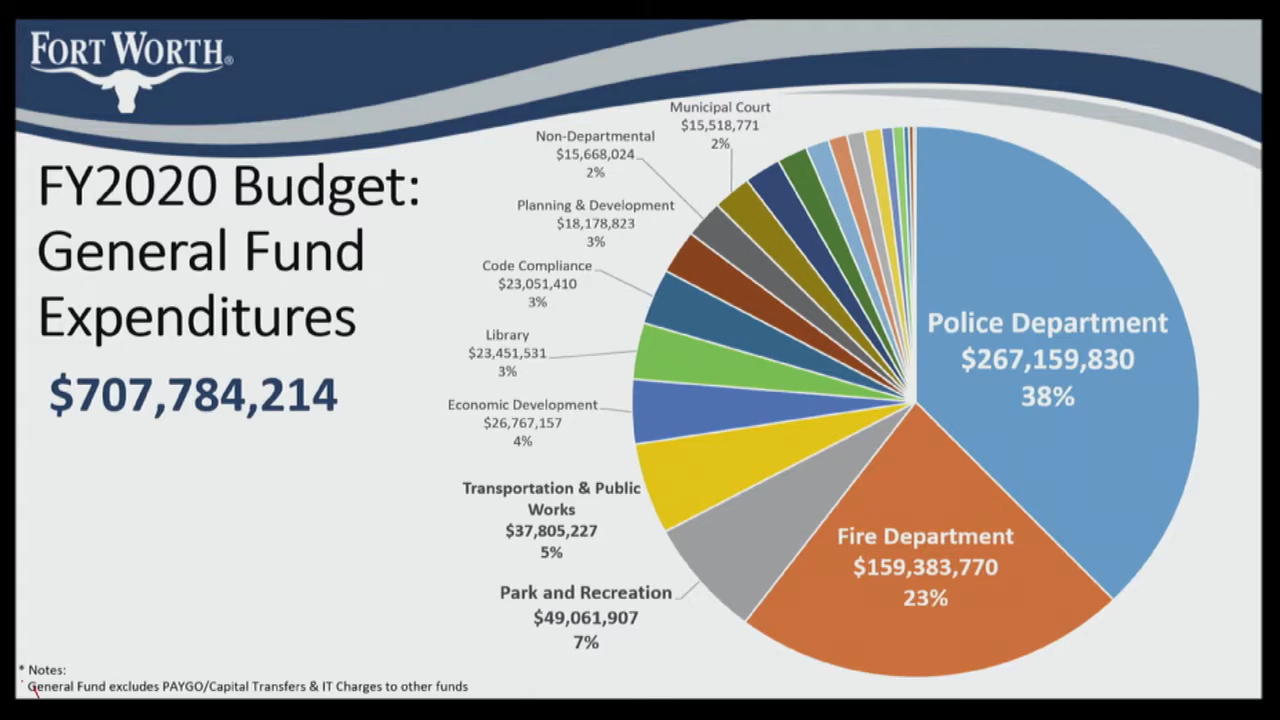 FORT WORTH®
FY2020 Budget:
General Fund
Expenditures
$707,784,214
Municipal Court
$15,518,771
2%
Non-Departmental
$15,668,024
2%
Planning & Development
$18,178,823
3%
Code Compliance
$23,051,410
3%
Library
$23,451,531
3%
Economic Development
$26,767,157
4%
Transportation & Public
Works
$37,805,227
5%
Park and Recreation
$49,061,907
7%
Police Department
$267,159,830
38%
Fire Department
$159,383,770
23%
* Notes:
General Fund excludes PAYGO/Capital Transfers & IT Charges to other funds